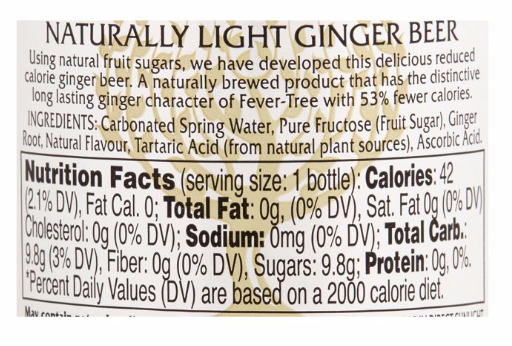 NATURALLY LIGHT GINGER BEER
Using natural fruit sugars, we have developed this delicious reduced
calorie ginger beer. A naturally brewed product that has the distinctive
long lasting ginger character of Fever-Tree with 53% fewer calories.
INGREDIENTS: Carbonated Spring Water, Pure Fructose (Fruit Sugar), Ginger
Root, Natural Flavour, Tartaric Acid (from natural plant sources), Ascorbic Acid.
Nutrition Facts (serving size: 1 bottle): Calories: 42
(2.1% DV), Fat Cal. 0; Total Fat: 0g, (0% DV), Sat. Fat 0g (0% DV)
Cholesterol: 0g (0% DV); Sodium: 0mg (0% DV); Total Carb.:
9.8g (3% DV), Fiber: 0g (0% DV), Sugars: 9.8g; Protein: 0g, 0%.
*Percent Daily Values (DV) are based on a 2000 calorie diet.
May contain